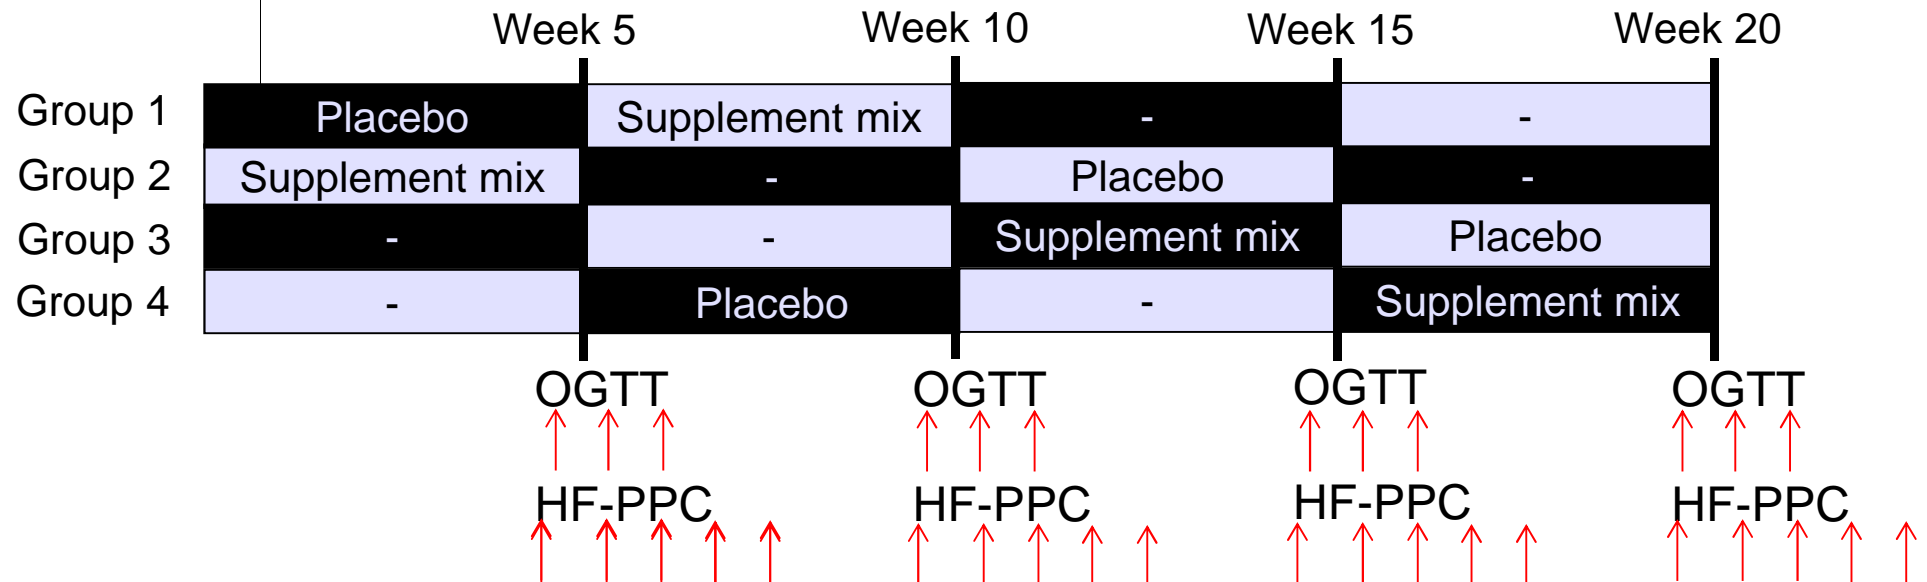 Week 5 Week 10 Week 15 Week 20
Group 1 Placebo Supplement mix - -
Group 2 Supplement mix - Placebo -
Group 3 - - Supplement mix Placebo
Group 4 - Placebo - Supplement mix
OGTT OGTT OGTT OGTT
HF-PPC HF-PPC HF-PPC HF-PPC